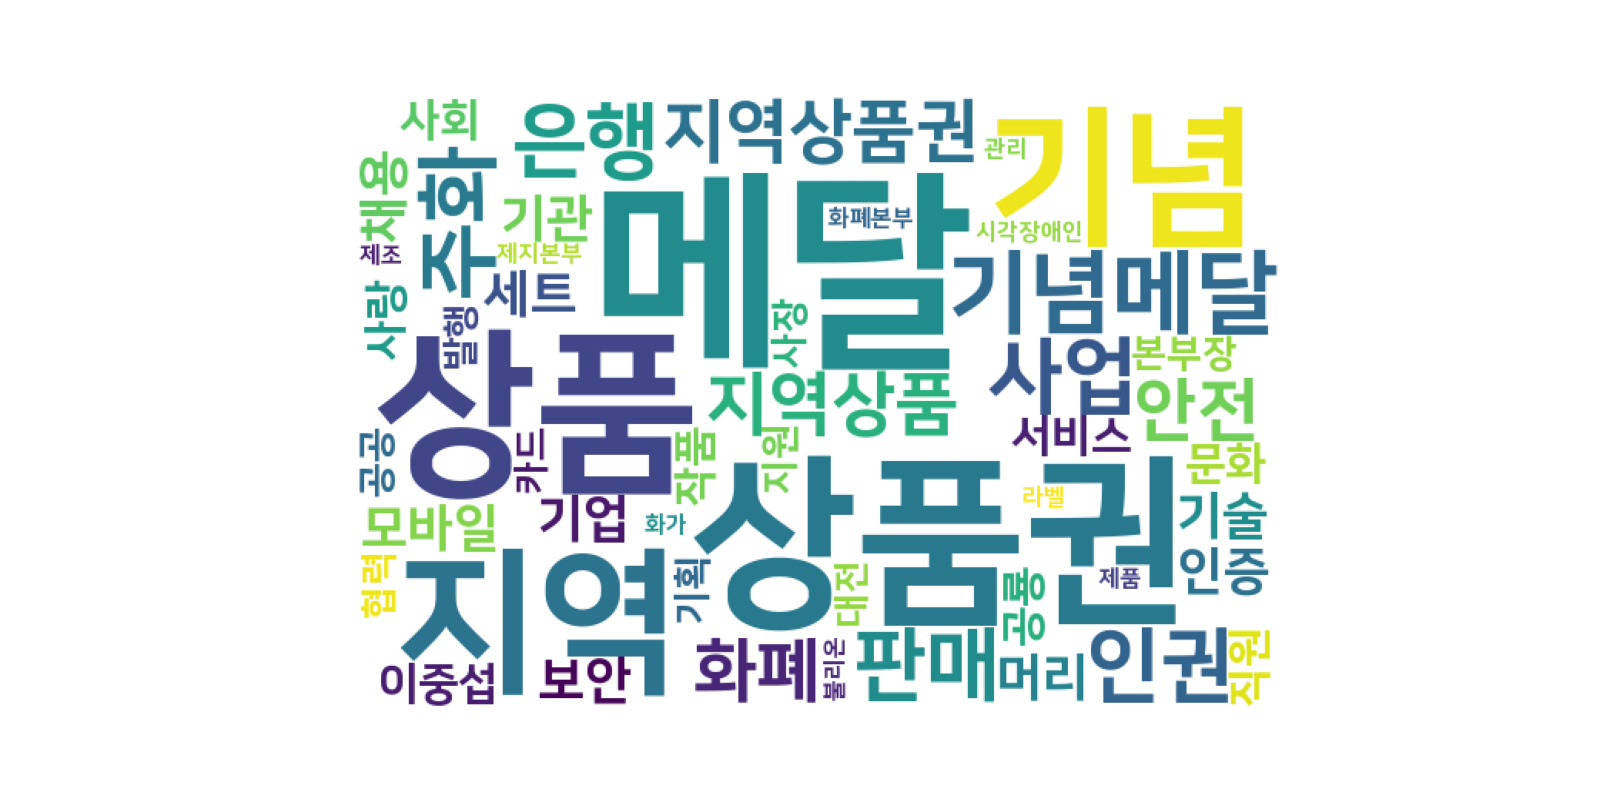 사회
은행
지역상품권
관리
기념
채용
주화
기관
메달
화폐본부
시각장애인
제조
제지본부
세트
기념메달
사랑
발행
사장
상품
지역상품
사업
본부장
안전
공공
카드
작품
지원
서비스
문화
모바일
기업
화가
상품권
라벨
기술
협력
지역
기획
대전
공룡
제품
인증
이중섭
보안
화폐
불리온
판매
머리
인권
직원